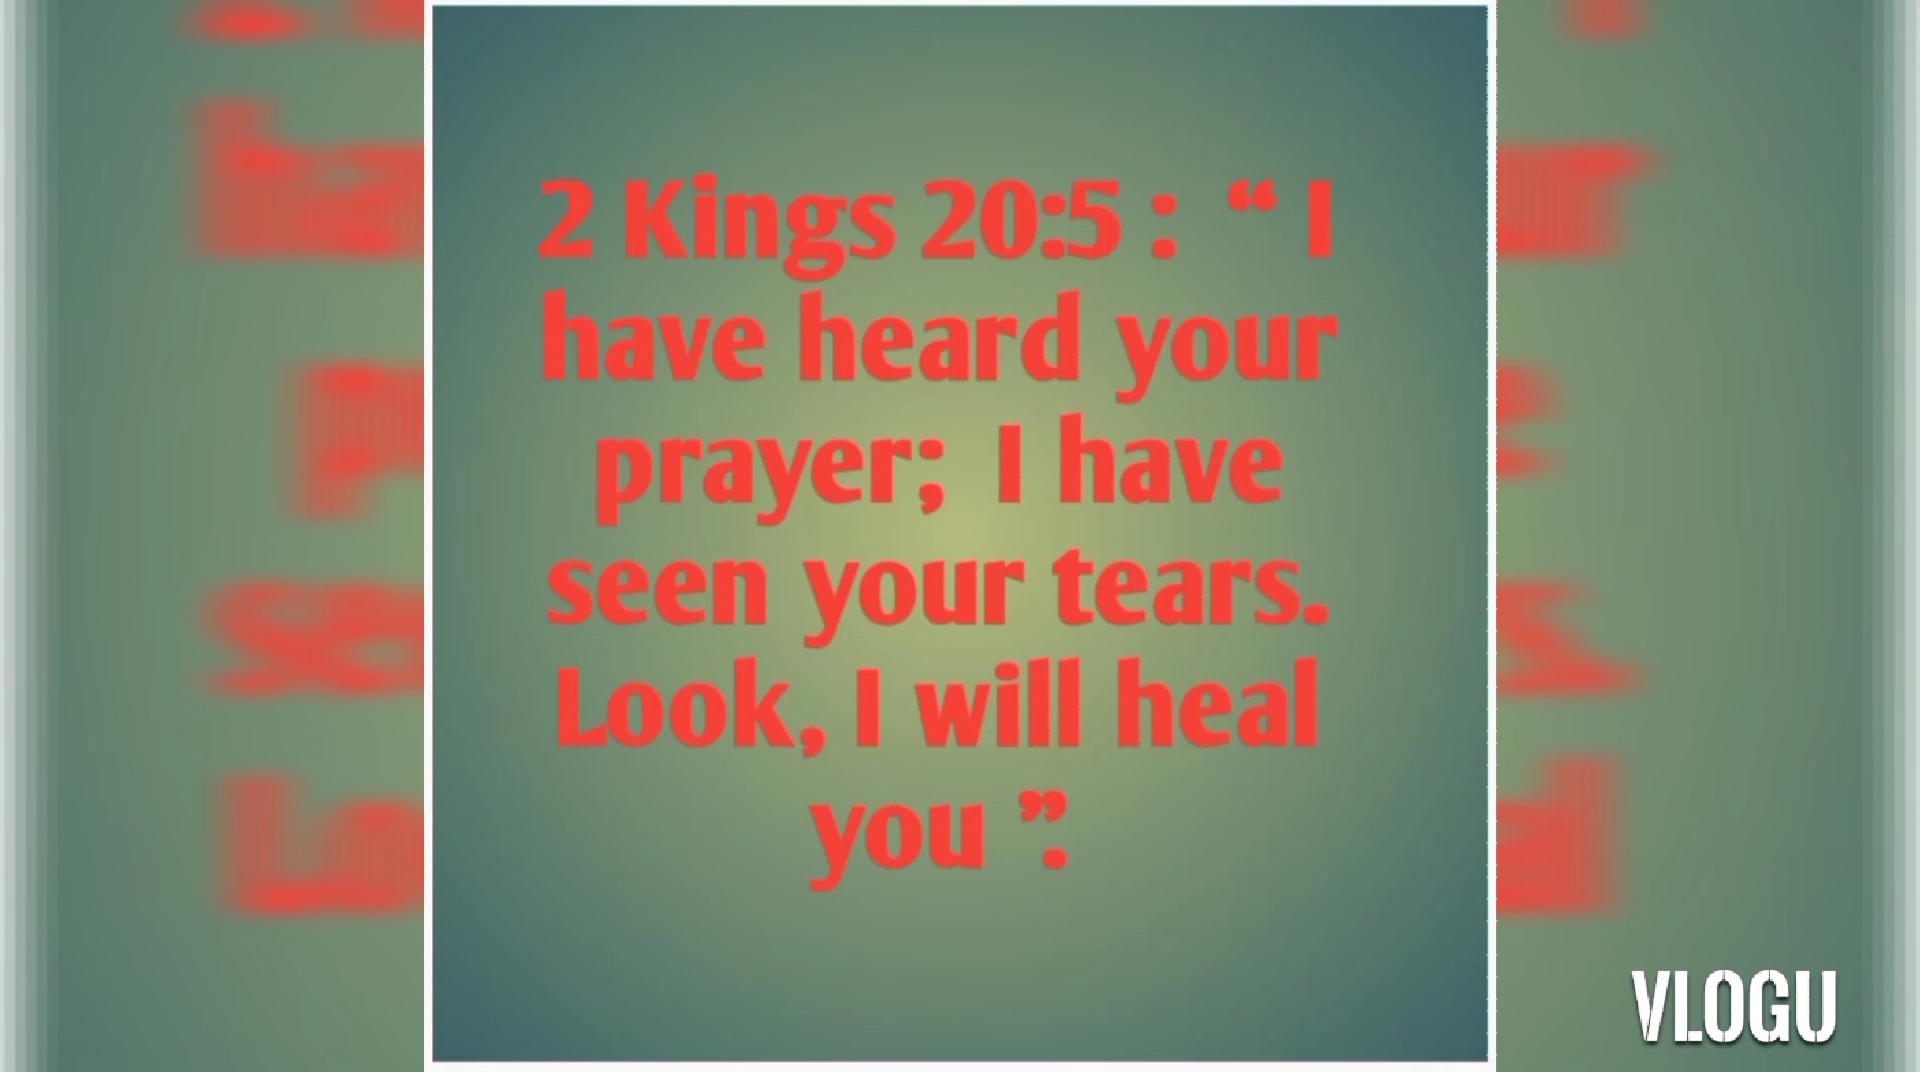 2 Kings 20:5 : “ I
have heard your
prayer; I have
seen your tears.
Look, I will heal
you ”.
VLOGU